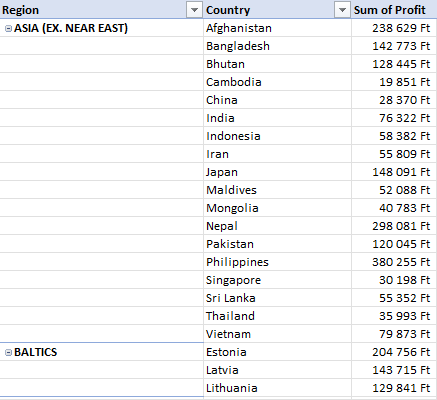 Region Country Sum of Profit
ASIA (EX. NEAR EAST) Afghanistan 238 629 Ft
Bangladesh 142 773 Ft
Bhutan 128 445 Ft
Cambodia 19 851 Ft
China 28 370 Ft
India 76 322 Ft
Indonesia 58 382 Ft
Iran 55 809 Ft
Japan 148 091 Ft
Maldives 52 088 Ft
Mongolia 40 783 Ft
Nepal 298 081 Ft
Pakistan 120 045 Ft
Philippines 380 255 Ft
Singapore 30 198 Ft
Sri Lanka 55 352 Ft
Thailand 35 993 Ft
Vietnam 79 873 Ft
BALTICS Estonia 204 756 Ft
Latvia 143 715 Ft
Lithuania 129 841 Ft